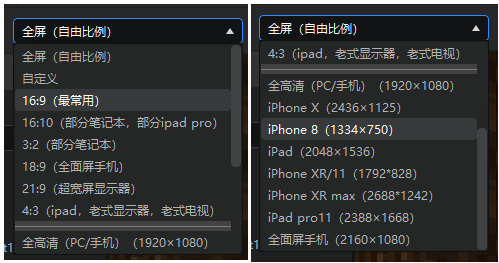 全屏（自由比例）
全屏（自由比例）
自定义
16:9（最常用）
16:10（部分笔记本，部分ipad pro）
3:2（部分笔记本）
18:9（全面屏手机）
21:9（超宽屏显示器）
4:3（ipad，老式显示器，老式电视）
全高清（PC/手机）（1920×1080）
全屏（自由比例）
4:3（ipad，老式显示器，老式电视）
全高清（PC/手机）（1920×1080）
iPhone X（2436×1125）
iPhone 8（1334×750）
iPad（2048×1536）
iPhone XR/11（1792*828）
iPhone XR max（2688*1242）
iPad pro11（2388×1668）
全面屏手机（2160×1080）